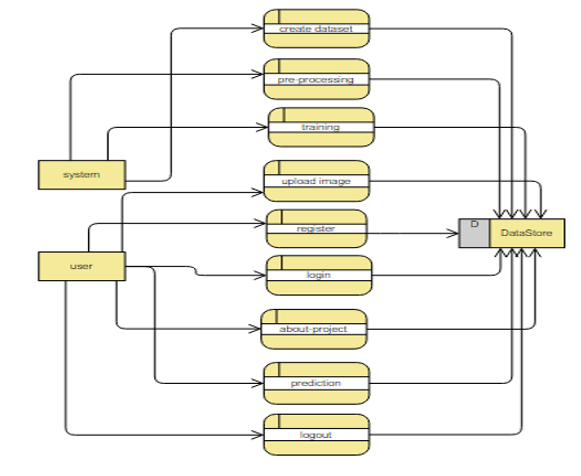 create dataset
pre-processing
training
system
upload image
register
D
DataStore
user
login
about-project
prediction
logout